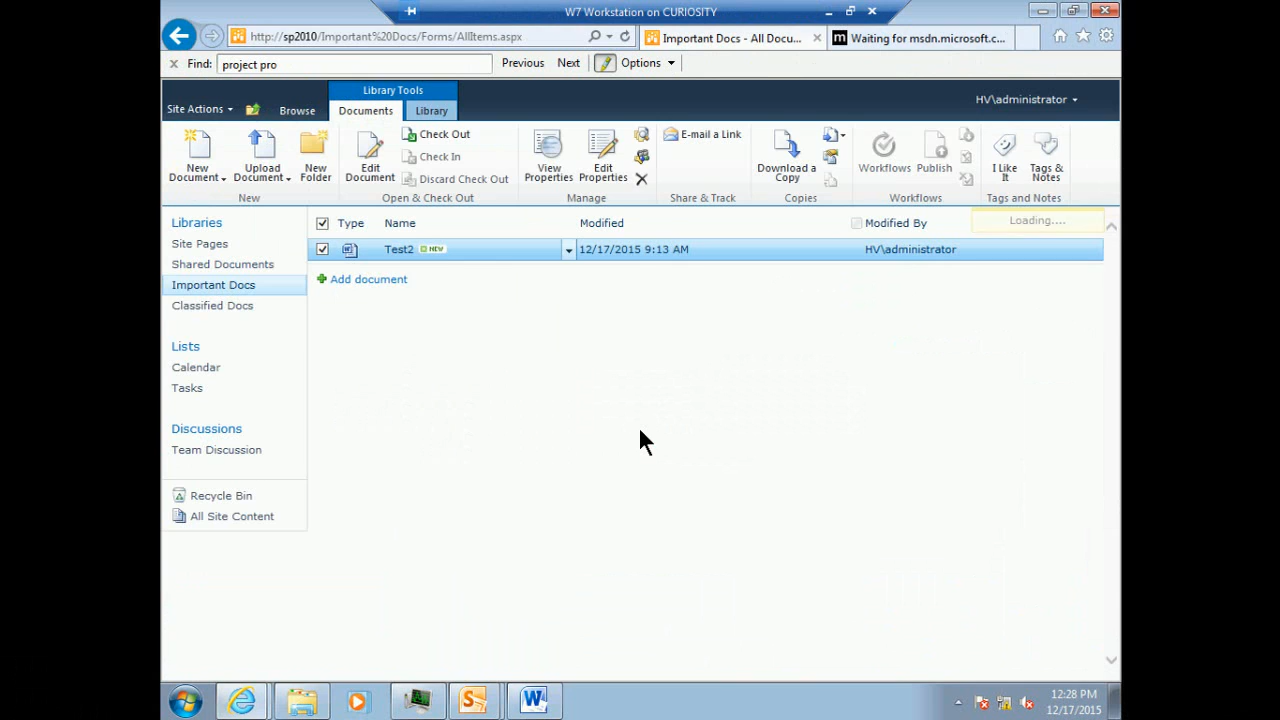 W7 Workstation on CURIOSITY
http://sp2010/Important%20Docs/Forms/AllItems.aspx
Important Docs - All Docu...
Waiting for msdn.microsoft.c...
Find: project pro
Previous
Next
Options
Library Tools
Site Actions
Browse
Documents
Library
HV\administrator
New Document
Upload Document
New Folder
Edit Document
Check Out
Check In
Discard Check Out
View Properties
Edit Properties
E-mail a Link
Download a Copy
Workflows
Publish
I Like It
Tags & Notes
New
Open & Check Out
Manage
Share & Track
Copies
Workflows
Tags and Notes
Libraries
Site Pages
Shared Documents
Important Docs
Classified Docs
Lists
Calendar
Tasks
Discussions
Team Discussion
Recycle Bin
All Site Content
Type
Name
Modified
Modified By
Loading....
Test2
NEW
12/17/2015 9:13 AM
HV\administrator
Add document
12:28 PM
12/17/2015